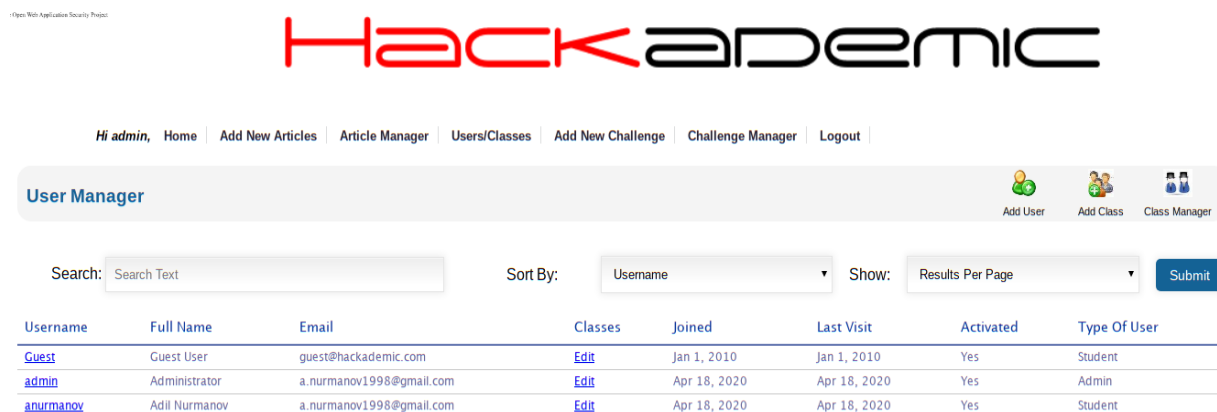 : Open Web Application Security Project.
Hackademic
Hi admin, Home Add New Articles Article Manager Users/Classes Add New Challenge Challenge Manager Logout
User Manager
Add User Add Class Class Manager
Search: Search Text Sort By: Username Show: Results Per Page Submit
Username Full Name Email Classes Joined Last Visit Activated Type Of User
Guest Guest User guest@hackademic.com Edit Jan 1, 2010 Jan 1, 2010 Yes Student
admin Administrator a.nurmanov1998@gmail.com Edit Apr 18, 2020 Apr 18, 2020 Yes Admin
anurmanov Adil Nurmanov a.nurmanov1998@gmail.com Edit Apr 18, 2020 Apr 18, 2020 Yes Student